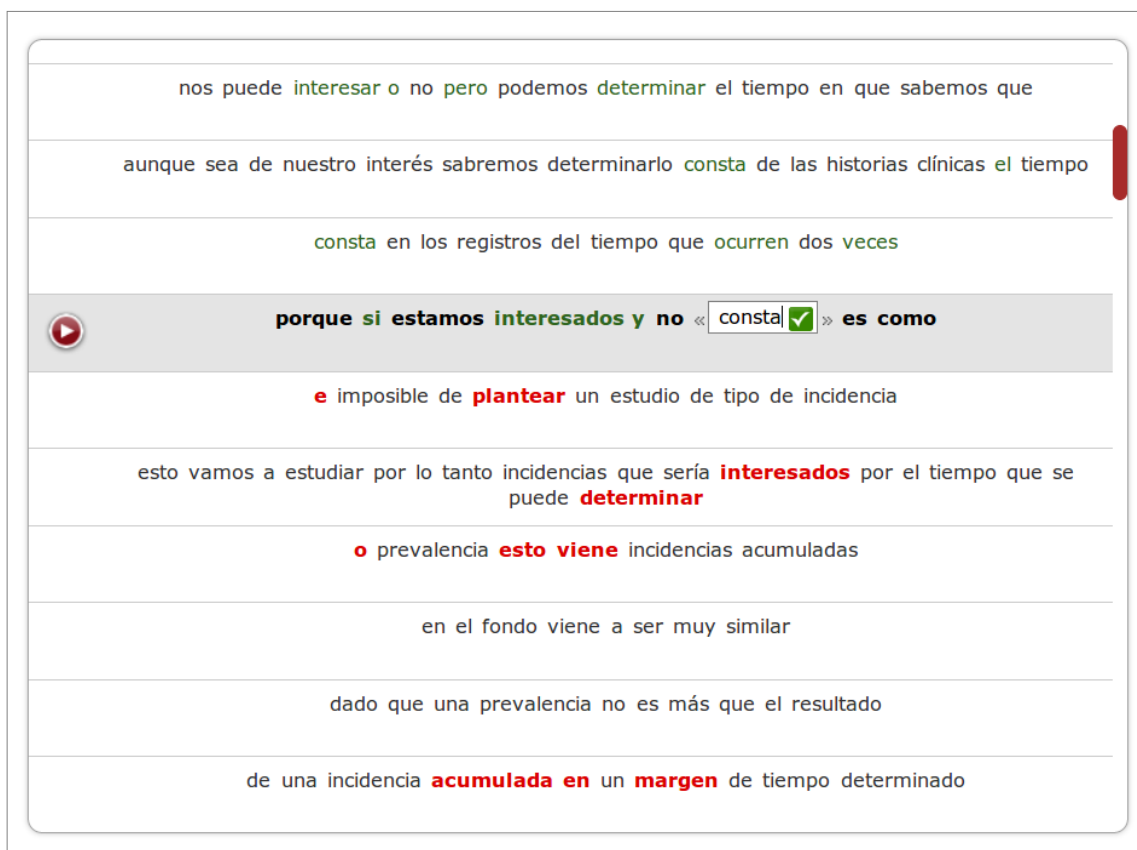 nos puede interesar o no pero podemos determinar el tiempo en que sabemos que
aunque sea de nuestro interés sabremos determinarlo consta de las historias clínicas el tiempo
consta en los registros del tiempo que ocurren dos veces
porque si estamos interesados y no « consta » es como
e imposible de plantear un estudio de tipo de incidencia
esto vamos a estudiar por lo tanto incidencias que sería interesados por el tiempo que se
puede determinar
o prevalencia esto viene incidencias acumuladas
en el fondo viene a ser muy similar
dado que una prevalencia no es más que el resultado
de una incidencia acumulada en un margen de tiempo determinado